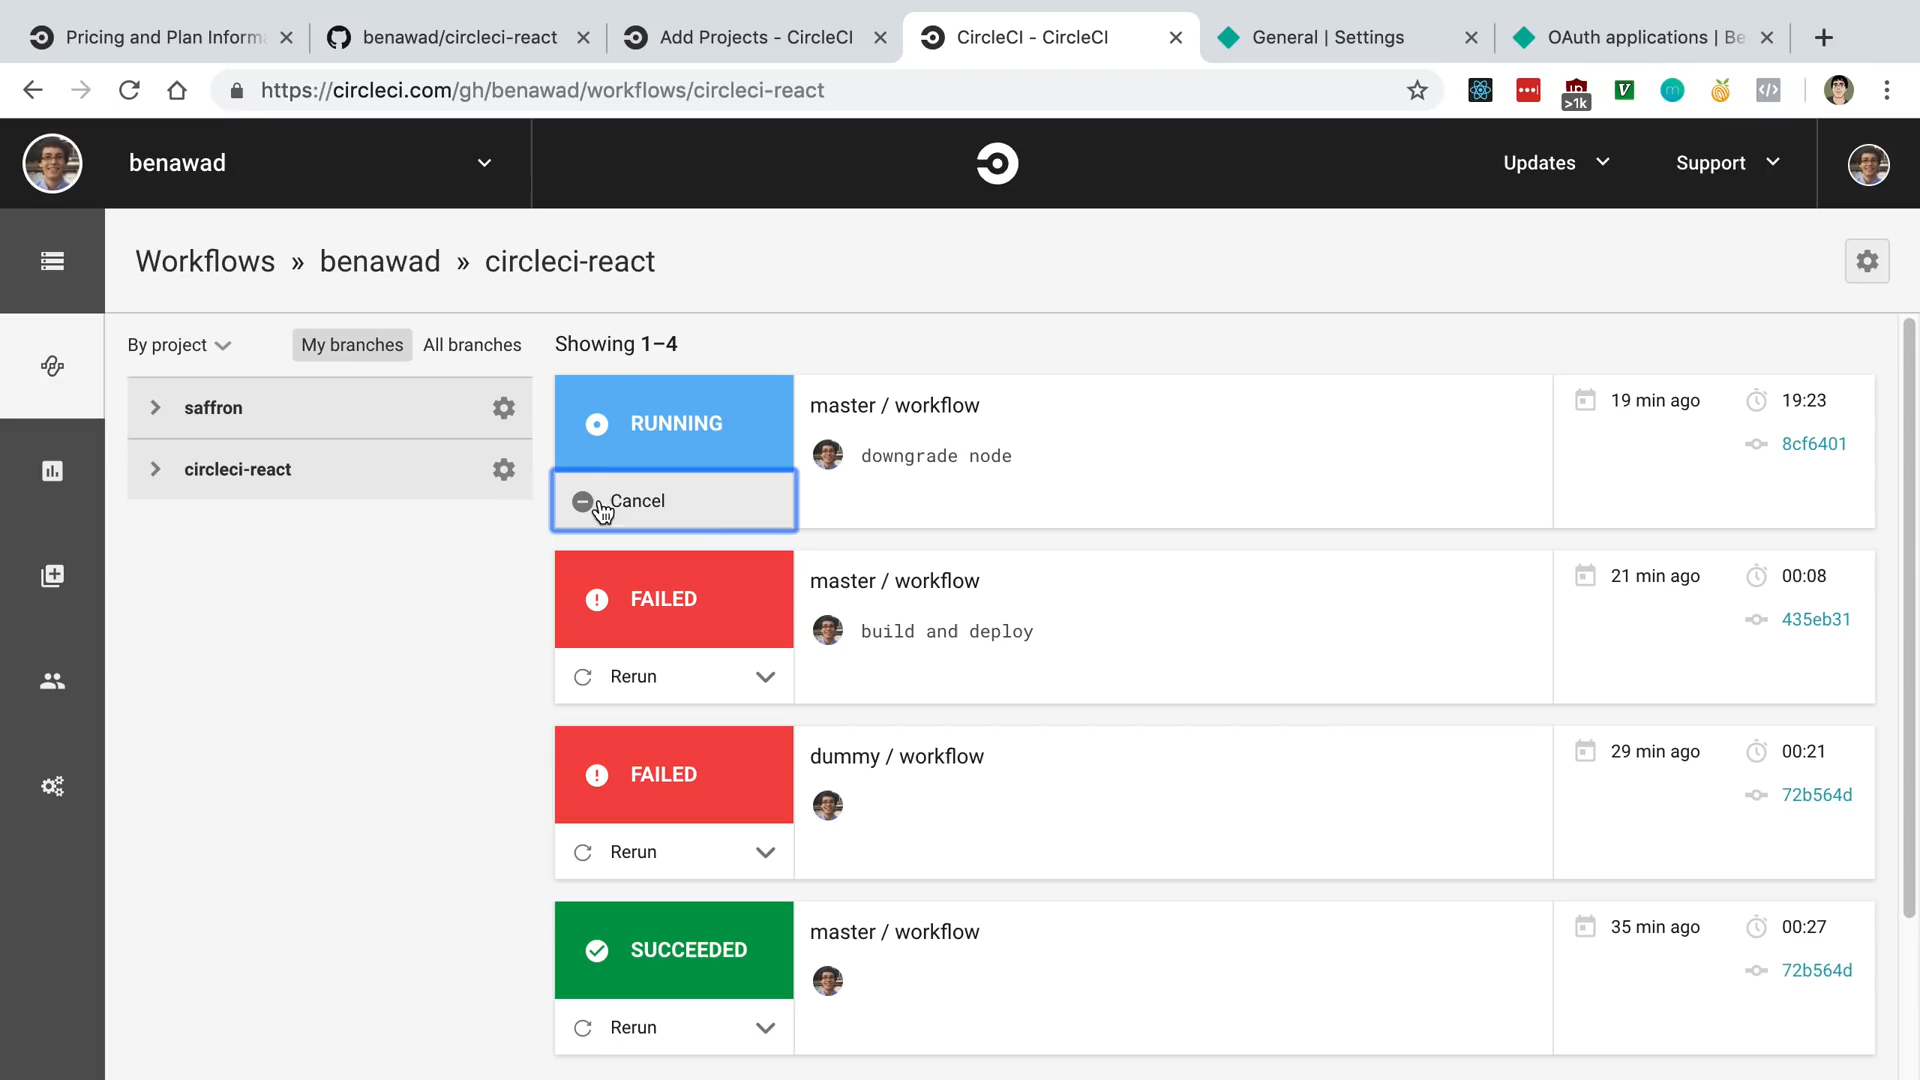 Pricing and Plan Informa
benawad/circleci-react
Add Projects - CircleCI
CircleCI - CircleCI
General | Settings
OAuth applications | Be
https://circleci.com/gh/benawad/workflows/circleci-react
>1k
benawad
Updates
Support
Workflows » benawad » circleci-react
By project
My branches
All branches
Showing 1–4
saffron
circleci-react
RUNNING
Cancel
master / workflow
downgrade node
19 min ago
19:23
8cf6401
FAILED
Rerun
master / workflow
build and deploy
21 min ago
00:08
435eb31
FAILED
Rerun
dummy / workflow
29 min ago
00:21
72b564d
SUCCEEDED
Rerun
master / workflow
35 min ago
00:27
72b564d